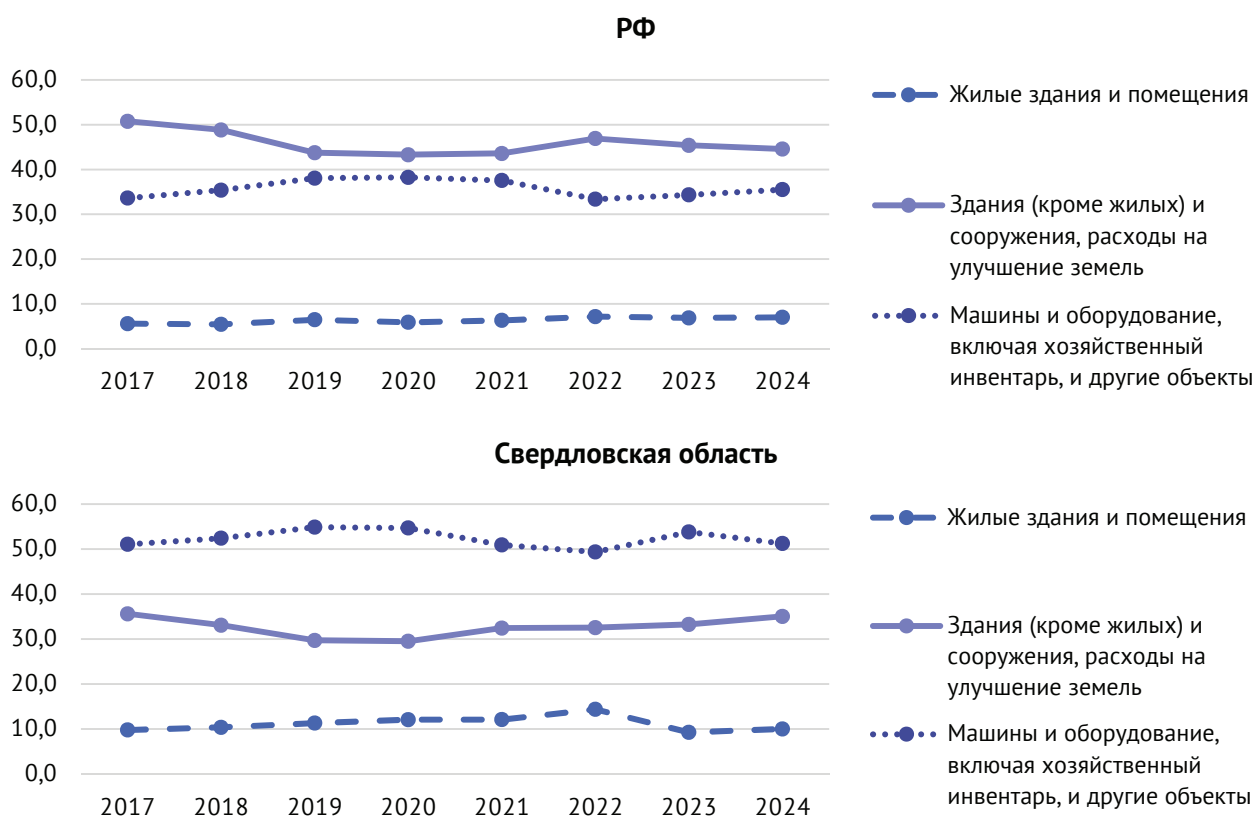 РФ
60,0
50,0
40,0
30,0
20,0
10,0
0,0
2017 2018 2019 2020 2021 2022 2023 2024
Жилые здания и помещения
Здания (кроме жилых) и
сооружения, расходы на
улучшение земель
Машины и оборудование,
включая хозяйственный
инвентарь, и другие объекты
Свердловская область
60,0
50,0
40,0
30,0
20,0
10,0
0,0
2017 2018 2019 2020 2021 2022 2023 2024
Жилые здания и помещения
Здания (кроме жилых) и
сооружения, расходы на
улучшение земель
Машины и оборудование,
включая хозяйственный
инвентарь, и другие объекты